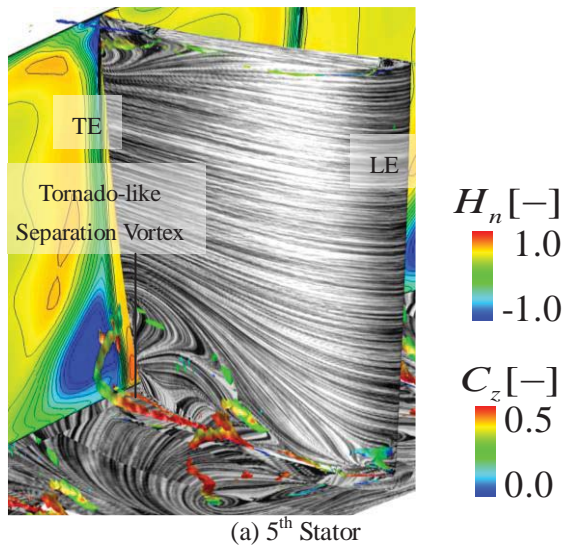 TE
LE
Tornado-like
Separation Vortex
H_n [−]
1.0
-1.0
C_z [−]
0.5
0.0
(a) 5th Stator